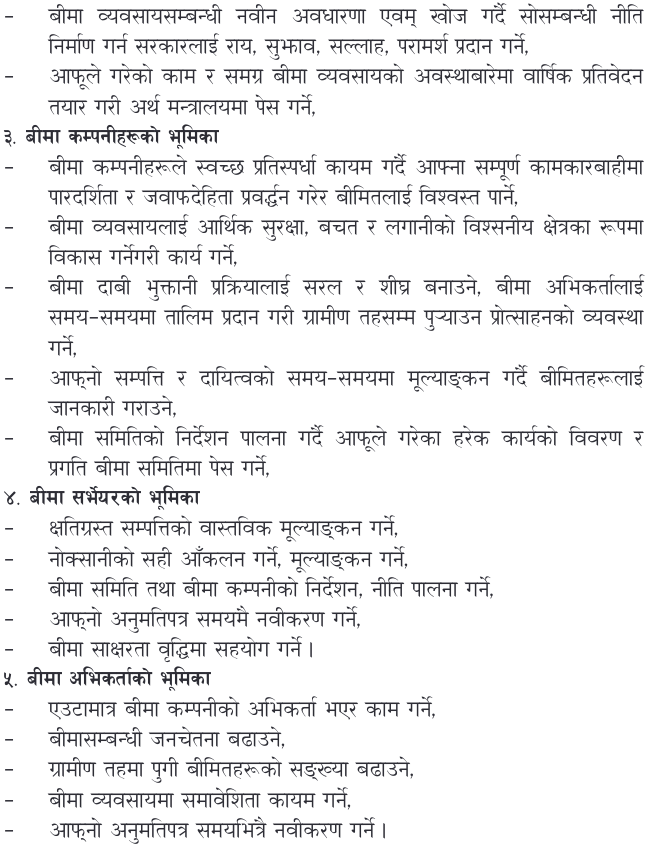 - बीमा व्यवसायसम्बन्धी नवीन अवधारणा एवम् खोज गर्दै सोसम्बन्धी नीति
निर्माण गर्न सरकारलाई राय, सुझाव, सल्लाह, परामर्श प्रदान गर्ने,
- आफूले गरेको काम र समग्र बीमा व्यवसायको अवस्थाबारेमा वार्षिक प्रतिवेदन
तयार गरी अर्थ मन्त्रालयमा पेस गर्ने,
३. बीमा कम्पनीहरूको भूमिका
- बीमा कम्पनीहरूले स्वच्छ प्रतिस्पर्धा कायम गर्दै आफ्ना सम्पूर्ण कामकारबाहीमा
पारदर्शिता र जवाफदेहिता प्रवर्द्धन गरेर बीमितलाई विश्वस्त पार्ने,
- बीमा व्यवसायलाई आर्थिक सुरक्षा, बचत र लगानीको विश्सनीय क्षेत्रका रूपमा
विकास गर्नेगरी कार्य गर्ने,
- बीमा दाबी भुक्तानी प्रक्रियालाई सरल र शीघ्र बनाउने, बीमा अभिकर्तालाई
समय-समयमा तालिम प्रदान गरी ग्रामीण तहसम्म पुऱ्याउन प्रोत्साहनको व्यवस्था
गर्ने,
- आफ्नो सम्पत्ति र दायित्वको समय-समयमा मूल्याङ्कन गर्दै बीमितहरूलाई
जानकारी गराउने,
- बीमा समितिको निर्देशन पालना गर्दै आफूले गरेका हरेक कार्यको विवरण र
प्रगति बीमा समितिमा पेस गर्ने,
४. बीमा सर्भेयरको भूमिका
- क्षतिग्रस्त सम्पत्तिको वास्तविक मूल्याङ्कन गर्ने,
- नोक्सानीको सही आँकलन गर्ने, मूल्याङ्कन गर्ने,
- बीमा समिति तथा बीमा कम्पनीको निर्देशन, नीति पालना गर्ने,
- आफ्नो अनुमतिपत्र समयमै नवीकरण गर्ने,
- बीमा साक्षरता वृद्धिमा सहयोग गर्ने।
५. बीमा अभिकर्ताको भूमिका
- एउटामात्र बीमा कम्पनीको अभिकर्ता भएर काम गर्ने,
- बीमासम्बन्धी जनचेतना बढाउने,
- ग्रामीण तहमा पुगी बीमितहरूको सङ्ख्या बढाउने,
- बीमा व्यवसायमा समावेशिता कायम गर्ने,
- आफ्नो अनुमतिपत्र समयभित्रै नवीकरण गर्ने।